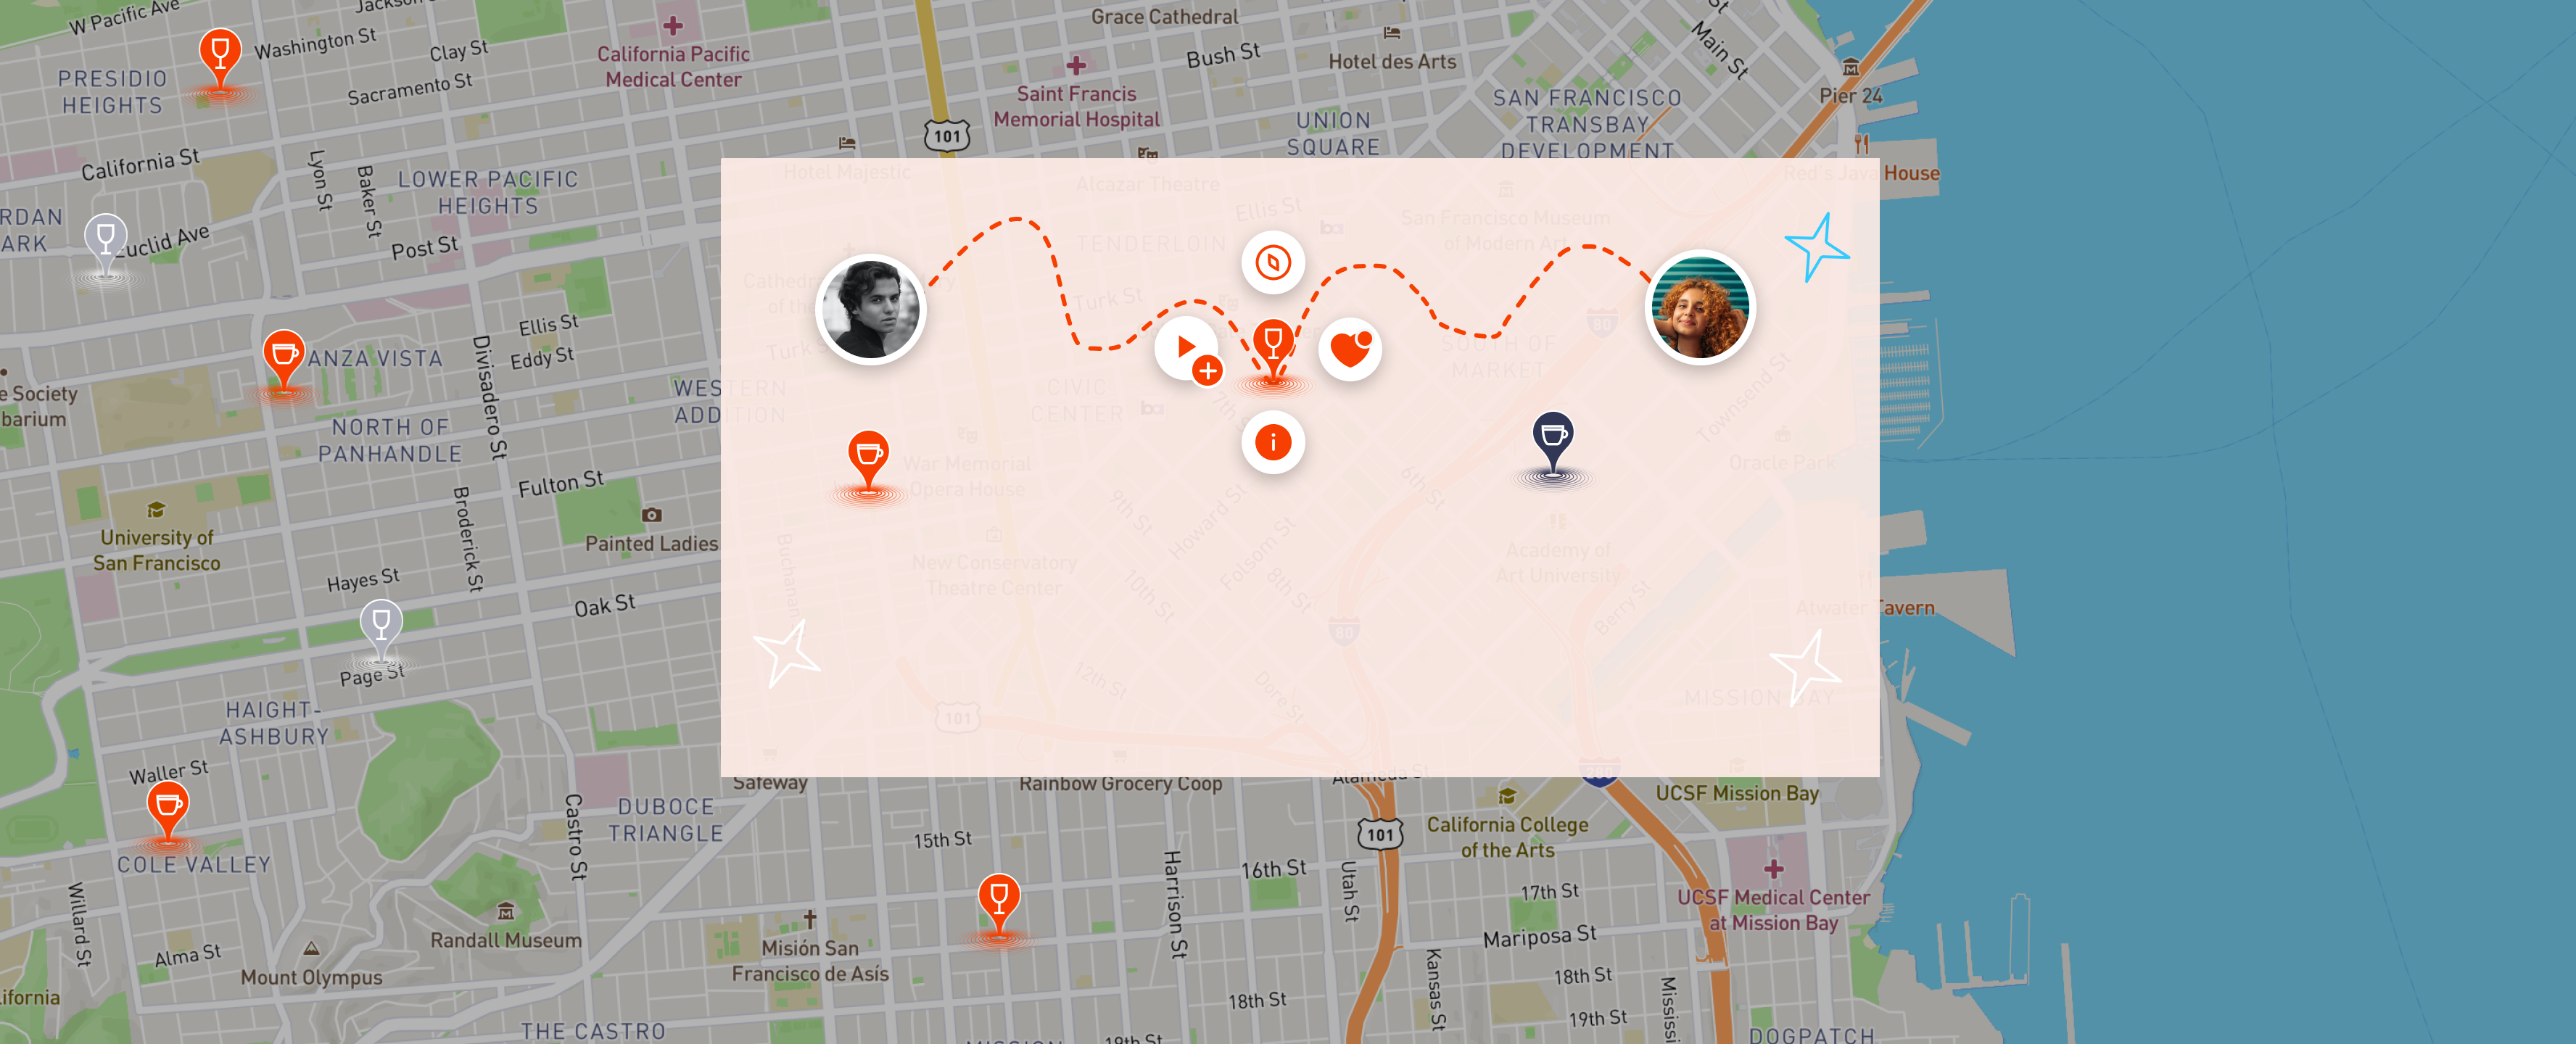 W Pacific Ave
Jackson
Washington St
Clay St
Sacramento St
PRESIDIO
HEIGHTS
California Pacific
Medical Center
Grace Cathedral
Bush St
Hotel des Arts
Main St
St
Saint Francis
Memorial Hospital
101
UNION
SQUARE
SAN FRANCISCO
TRANSBAY
DEVELOPMENT
Pier 24
Red's Java House
California St
Lyon St
Baker St
LOWER PACIFIC
HEIGHTS
Hotel Majestic
Alcazar Theatre
Ellis St
San Francisco Museum
of Modern Art
RDAN
ARK
Euclid Ave
Post St
TENDERLOIN
Turk St
80
Ellis St
Eddy St
ANZA VISTA
Divisadero St
Turk S
SOUTH OF
MARKET
Townsend St
e Society
barium
WESTERN
ADDITION
CIVIC
CENTER
7th St
NORTH OF
PANHANDLE
Fulton St
War Memorial
Opera House
6th St
Oracle Park
University of
San Francisco
Broderick St
Painted Ladies
Buchanan
9th St
Howard St
Folsom St
8th St
10th St
New Conservatory
Theatre Center
Academy of
Art University
Berry St
Atwater Tavern
Hayes St
Oak St
80
Page St
12th St
Dore St
MISSION BAY
HAIGHT-
ASHBURY
101
Waller St
Safeway
Rainbow Grocery Coop
Alameda St
280
UCSF Mission Bay
DUBOCE
TRIANGLE
Castro St
15th St
101
California College
of the Arts
COLE VALLEY
Harrison St
16th St
Utah St
17th St
UCSF Medical Center
at Mission Bay
Willard St
Randall Museum
Misión San
Francisco de Asís
Mariposa St
Alma St
Mount Olympus
Kansas St
18th St
18th St
Mississi
lifornia
19th St
THE CASTRO
MISSION
19th St
DOGPATCH